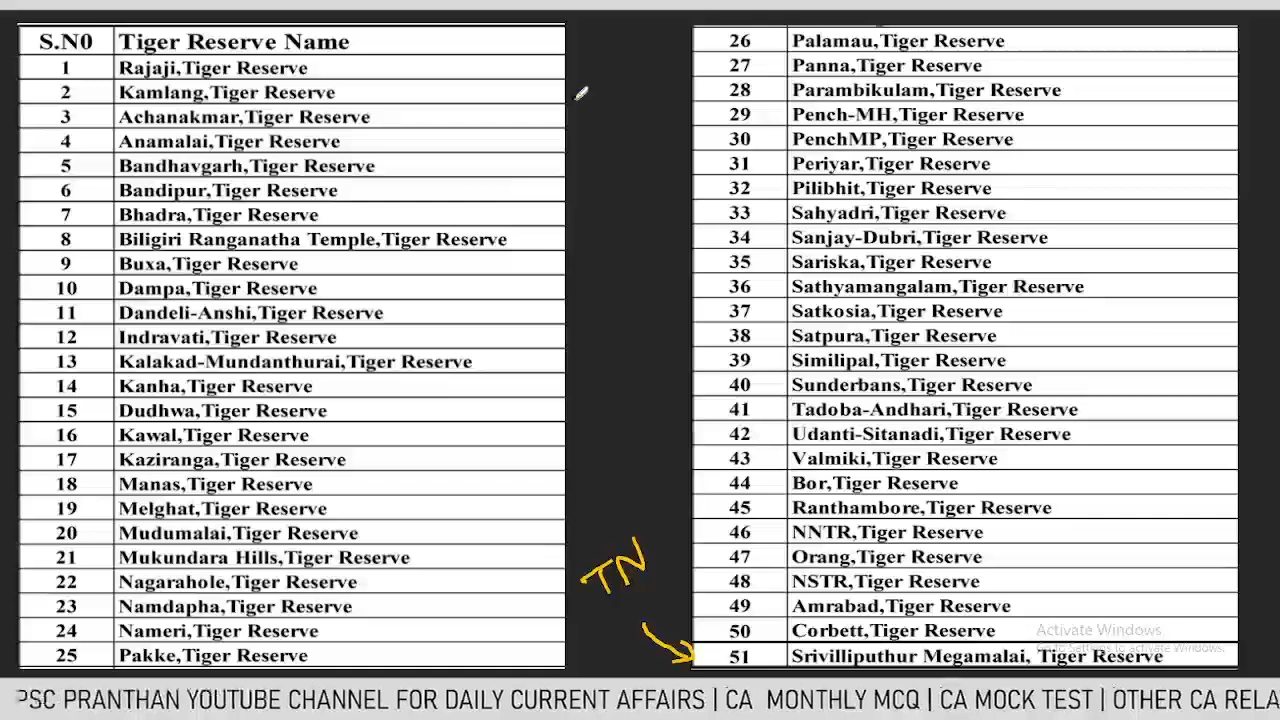 S.N0 Tiger Reserve Name
1 Rajaji,Tiger Reserve
2 Kamlang,Tiger Reserve
3 Achanakmar,Tiger Reserve
4 Anamalai,Tiger Reserve
5 Bandhavgarh,Tiger Reserve
6 Bandipur,Tiger Reserve
7 Bhadra,Tiger Reserve
8 Biligiri Ranganatha Temple,Tiger Reserve
9 Buxa,Tiger Reserve
10 Dampa,Tiger Reserve
11 Dandeli-Anshi,Tiger Reserve
12 Indravati,Tiger Reserve
13 Kalakad-Mundanthurai,Tiger Reserve
14 Kanha,Tiger Reserve
15 Dudhwa,Tiger Reserve
16 Kawal,Tiger Reserve
17 Kaziranga,Tiger Reserve
18 Manas,Tiger Reserve
19 Melghat,Tiger Reserve
20 Mudumalai,Tiger Reserve
21 Mukundara Hills,Tiger Reserve
22 Nagarahole,Tiger Reserve
23 Namdapha,Tiger Reserve
24 Nameri,Tiger Reserve
25 Pakke,Tiger Reserve
TN
26 Palamau,Tiger Reserve
27 Panna,Tiger Reserve
28 Parambikulam,Tiger Reserve
29 Pench-MH,Tiger Reserve
30 PenchMP,Tiger Reserve
31 Periyar,Tiger Reserve
32 Pilibhit,Tiger Reserve
33 Sahyadri,Tiger Reserve
34 Sanjay-Dubri,Tiger Reserve
35 Sariska,Tiger Reserve
36 Sathyamangalam,Tiger Reserve
37 Satkosia,Tiger Reserve
38 Satpura,Tiger Reserve
39 Similipal,Tiger Reserve
40 Sunderbans,Tiger Reserve
41 Tadoba-Andhari,Tiger Reserve
42 Udanti-Sitanadi,Tiger Reserve
43 Valmiki,Tiger Reserve
44 Bor,Tiger Reserve
45 Ranthambore,Tiger Reserve
46 NNTR,Tiger Reserve
47 Orang,Tiger Reserve
48 NSTR,Tiger Reserve
49 Amrabad,Tiger Reserve
50 Corbett,Tiger Reserve
51 Srivilliputhur Megamalai, Tiger Reserve
Activate Windows
Go to Settings to activate Windows.
PSC PRANTHAN YOUTUBE CHANNEL FOR DAILY CURRENT AFFAIRS | CA MONTHLY MCQ | CA MOCK TEST | OTHER CA RELA